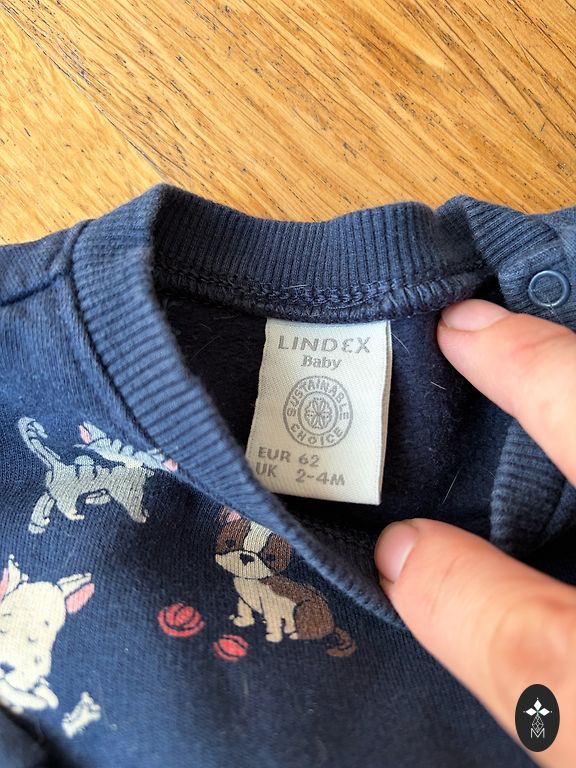 LINDEX
Baby
SUSTAINABLE
CHOICE
EUR 62
UK 2-4M
M